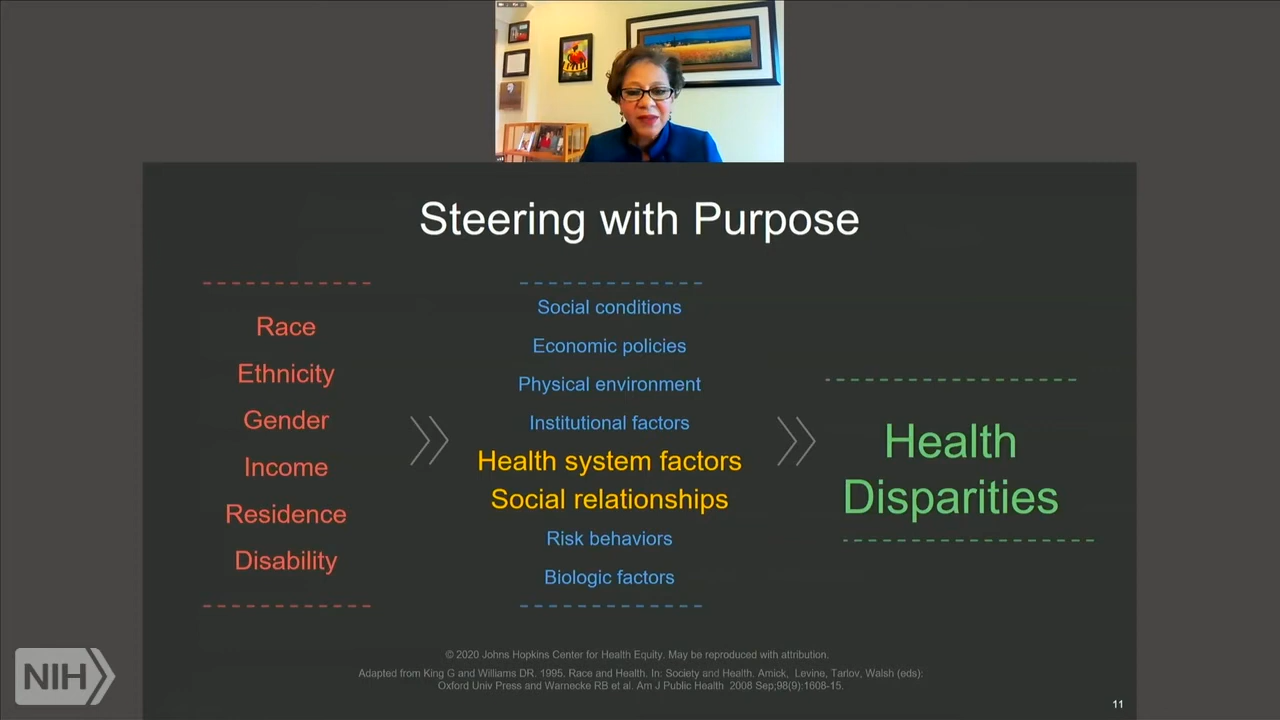 Steering with Purpose
Race
Ethnicity
Gender
Income
Residence
Disability
Social conditions
Economic policies
Physical environment
Institutional factors
Health system factors
Social relationships
Risk behaviors
Biologic factors
Health
Disparities
© 2020 Johns Hopkins Center for Health Equity. May be reproduced with attribution.
Adapted from King G and Williams DR. 1995. Race and Health. In: Society and Health. Amick, Levine, Tarlov, Walsh (eds):
Oxford Univ Press and Warnecke RB et al. Am J Public Health 2008 Sep;98(9):1608-15.
11
NIH